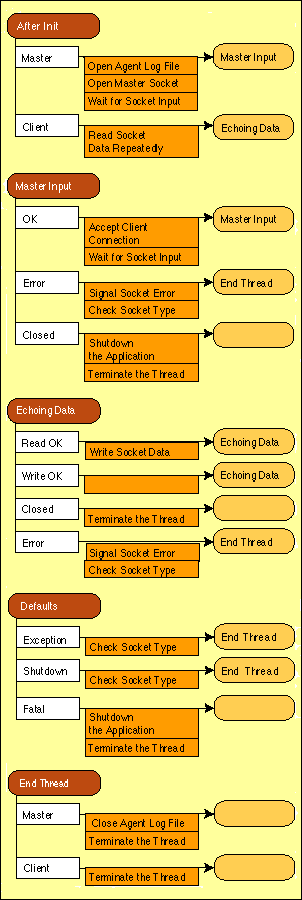 After Init
Master
Master Input
Open Agent Log File
Open Master Socket
Wait for Socket Input
Client
Echoing Data
Read Socket
Data Repeatedly
Master Input
OK
Master Input
Accept Client
Connection
Wait for Socket Input
Error
End Thread
Signal Socket Error
Check Socket Type
Closed
Shutdown
the Application
Terminate the Thread
Echoing Data
Read OK
Echoing Data
Write Socket Data
Write OK
Echoing Data
Closed
Terminate the Thread
Error
End Thread
Signal Socket Error
Check Socket Type
Defaults
Exception
End Thread
Check Socket Type
Shutdown
End Thread
Check Socket Type
Fatal
Shutdown
the Application
Terminate the Thread
End Thread
Master
Close Agent Log File
Terminate the Thread
Client
Terminate the Thread